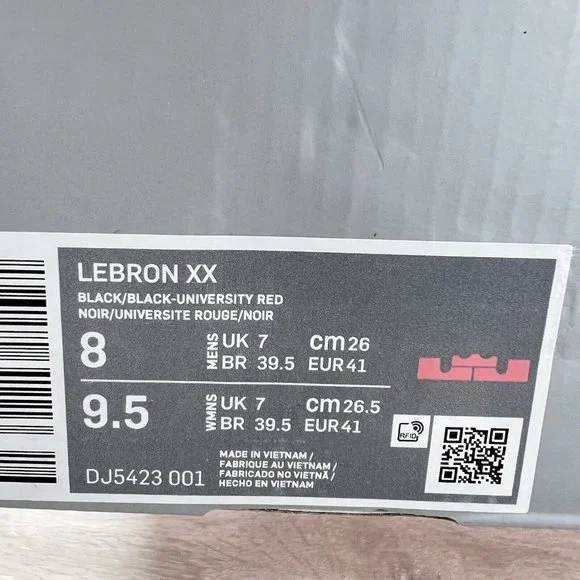 LEBRON XX
BLACK/BLACK-UNIVERSITY RED
NOIR/UNIVERSITE ROUGE/NOIR
8 MENS UK 7 cm 26
BR 39.5 EUR 41
9.5 WMNS UK 7 cm 26.5
BR 39.5 EUR 41
RFID
MADE IN VIETNAM /
FABRIQUE AU VIETNAM /
FABRICADO NO VIETNÃ /
HECHO EN VIETNAM
DJ5423 001